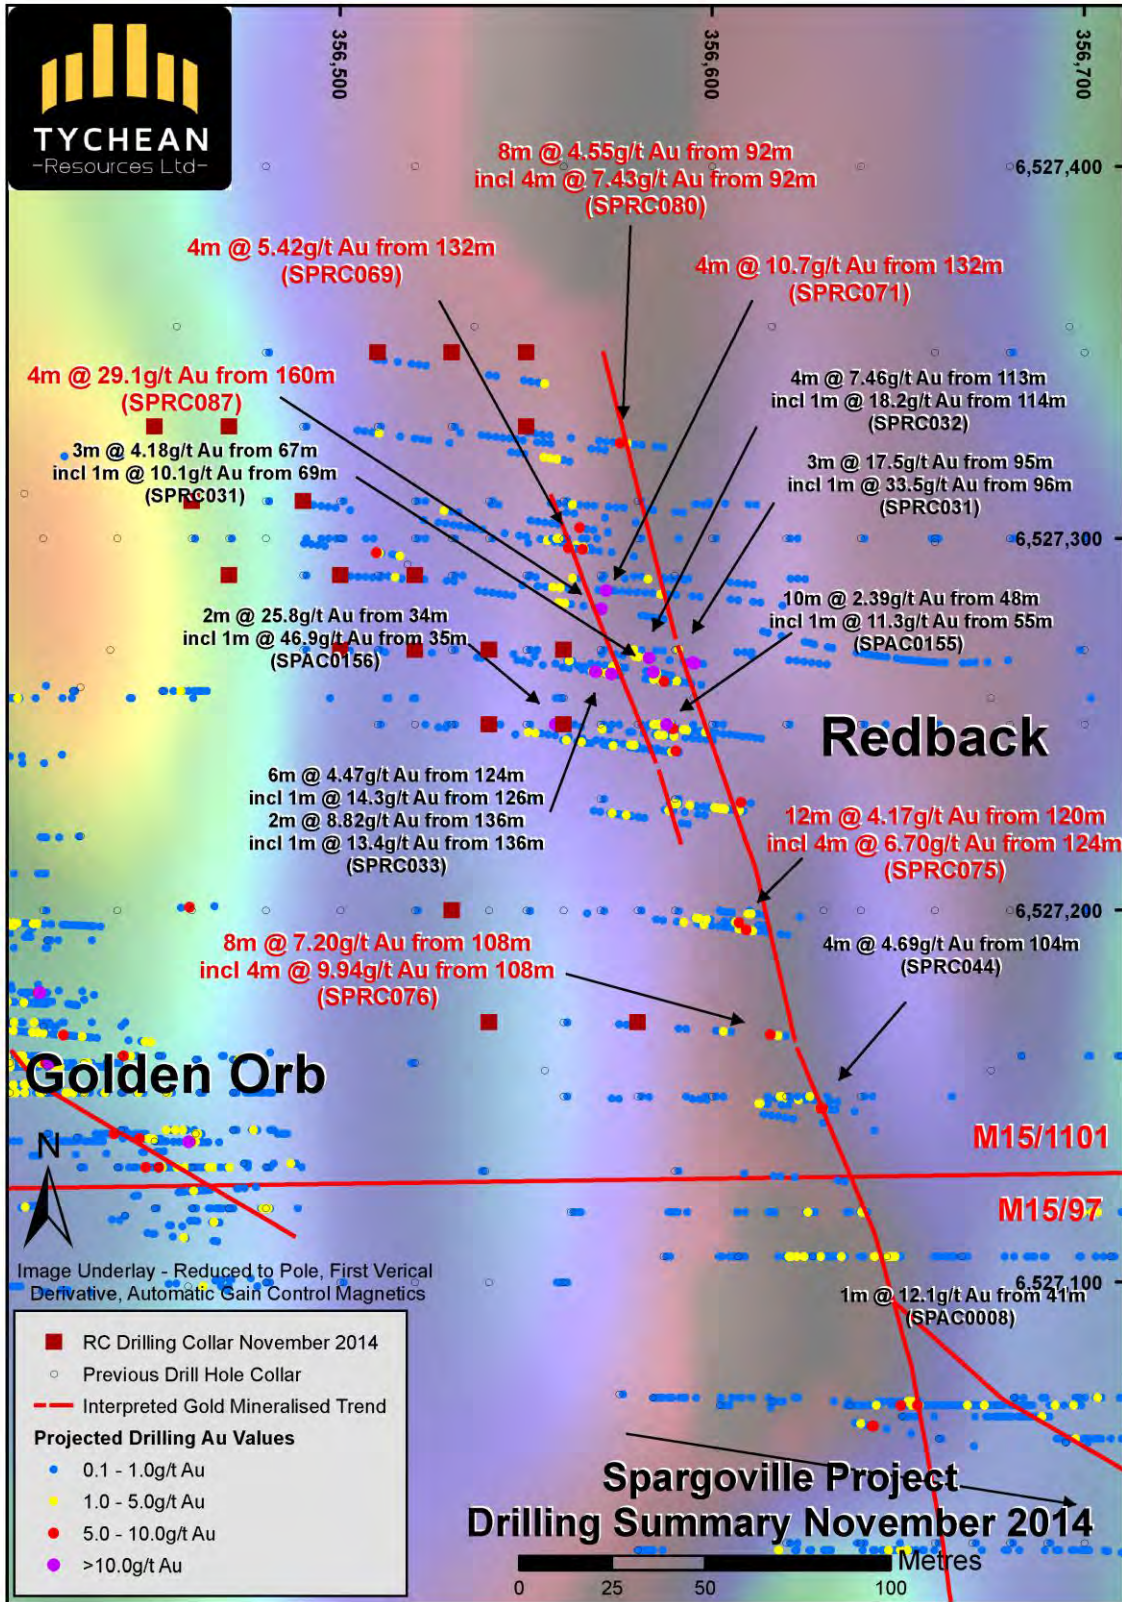 TYCHEAN
-Resources Ltd-
356,500
356,600
356,700
6,527,400
8m @ 4.55g/t Au from 92m
incl 4m @ 7.43g/t Au from 92m
(SPRC080)
4m @ 5.42g/t Au from 132m
(SPRC069)
4m @ 10.7g/t Au from 132m
(SPRC071)
4m @ 29.1g/t Au from 160m
(SPRC087)
4m @ 7.46g/t Au from 113m
incl 1m @ 18.2g/t Au from 114m
(SPRC032)
3m @ 4.18g/t Au from 67m
incl 1m @ 10.1g/t Au from 69m
(SPRC031)
3m @ 17.5g/t Au from 95m
incl 1m @ 33.5g/t Au from 96m
(SPRC031)
6,527,300
2m @ 25.8g/t Au from 34m
incl 1m @ 46.9g/t Au from 35m
(SPAC0156)
10m @ 2.39g/t Au from 48m
incl 1m @ 11.3g/t Au from 55m
(SPAC0155)
Redback
6m @ 4.47g/t Au from 124m
incl 1m @ 14.3g/t Au from 126m
2m @ 8.82g/t Au from 136m
incl 1m @ 13.4g/t Au from 136m
(SPRC033)
12m @ 4.17g/t Au from 120m
incl 4m @ 6.70g/t Au from 124m
(SPRC075)
6,527,200
8m @ 7.20g/t Au from 108m
incl 4m @ 9.94g/t Au from 108m
(SPRC076)
4m @ 4.69g/t Au from 104m
(SPRC044)
Golden Orb
N
M15/1101
M15/97
Image Underlay - Reduced to Pole, First Verical
Derivative, Automatic Gain Control Magnetics
6,527,100
1m @ 12.1g/t Au from 41m
(SPAC0008)
RC Drilling Collar November 2014
Previous Drill Hole Collar
Interpreted Gold Mineralised Trend
Projected Drilling Au Values
0.1 - 1.0g/t Au
1.0 - 5.0g/t Au
5.0 - 10.0g/t Au
>10.0g/t Au
Spargoville Project
Drilling Summary November 2014
Metres
0 25 50 100